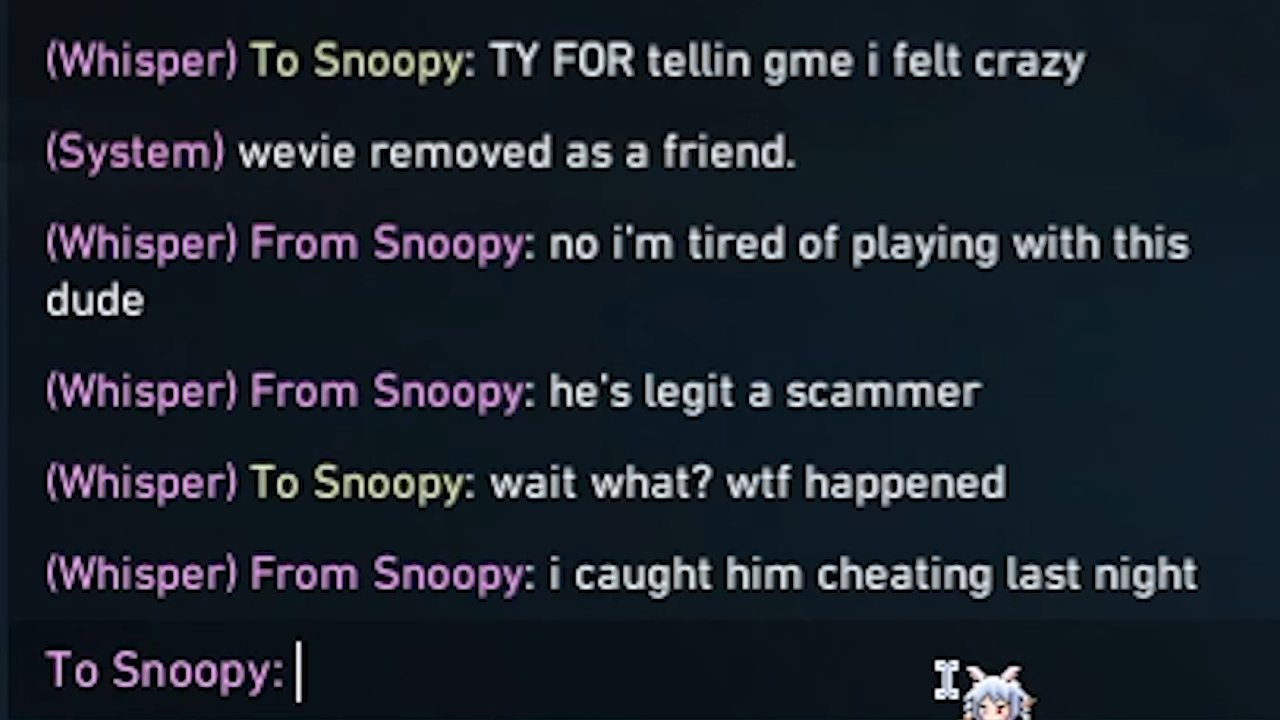 (Whisper) To Snoopy: TY FOR tellin gme i felt crazy
(System) wevie removed as a friend.
(Whisper) From Snoopy: no i'm tired of playing with this
dude
(Whisper) From Snoopy: he's legit a scammer
(Whisper) To Snoopy: wait what? wtf happened
(Whisper) From Snoopy: i caught him cheating last night
To Snoopy: